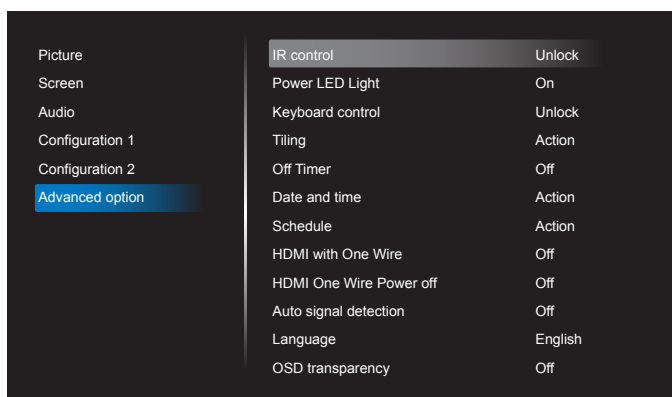 Picture
Screen
Audio
Configuration 1
Configuration 2
Advanced option
IR control Unlock
Power LED Light On
Keyboard control Unlock
Tiling Action
Off Timer Off
Date and time Action
Schedule Action
HDMI with One Wire Off
HDMI One Wire Power off Off
Auto signal detection Off
Language English
OSD transparency Off